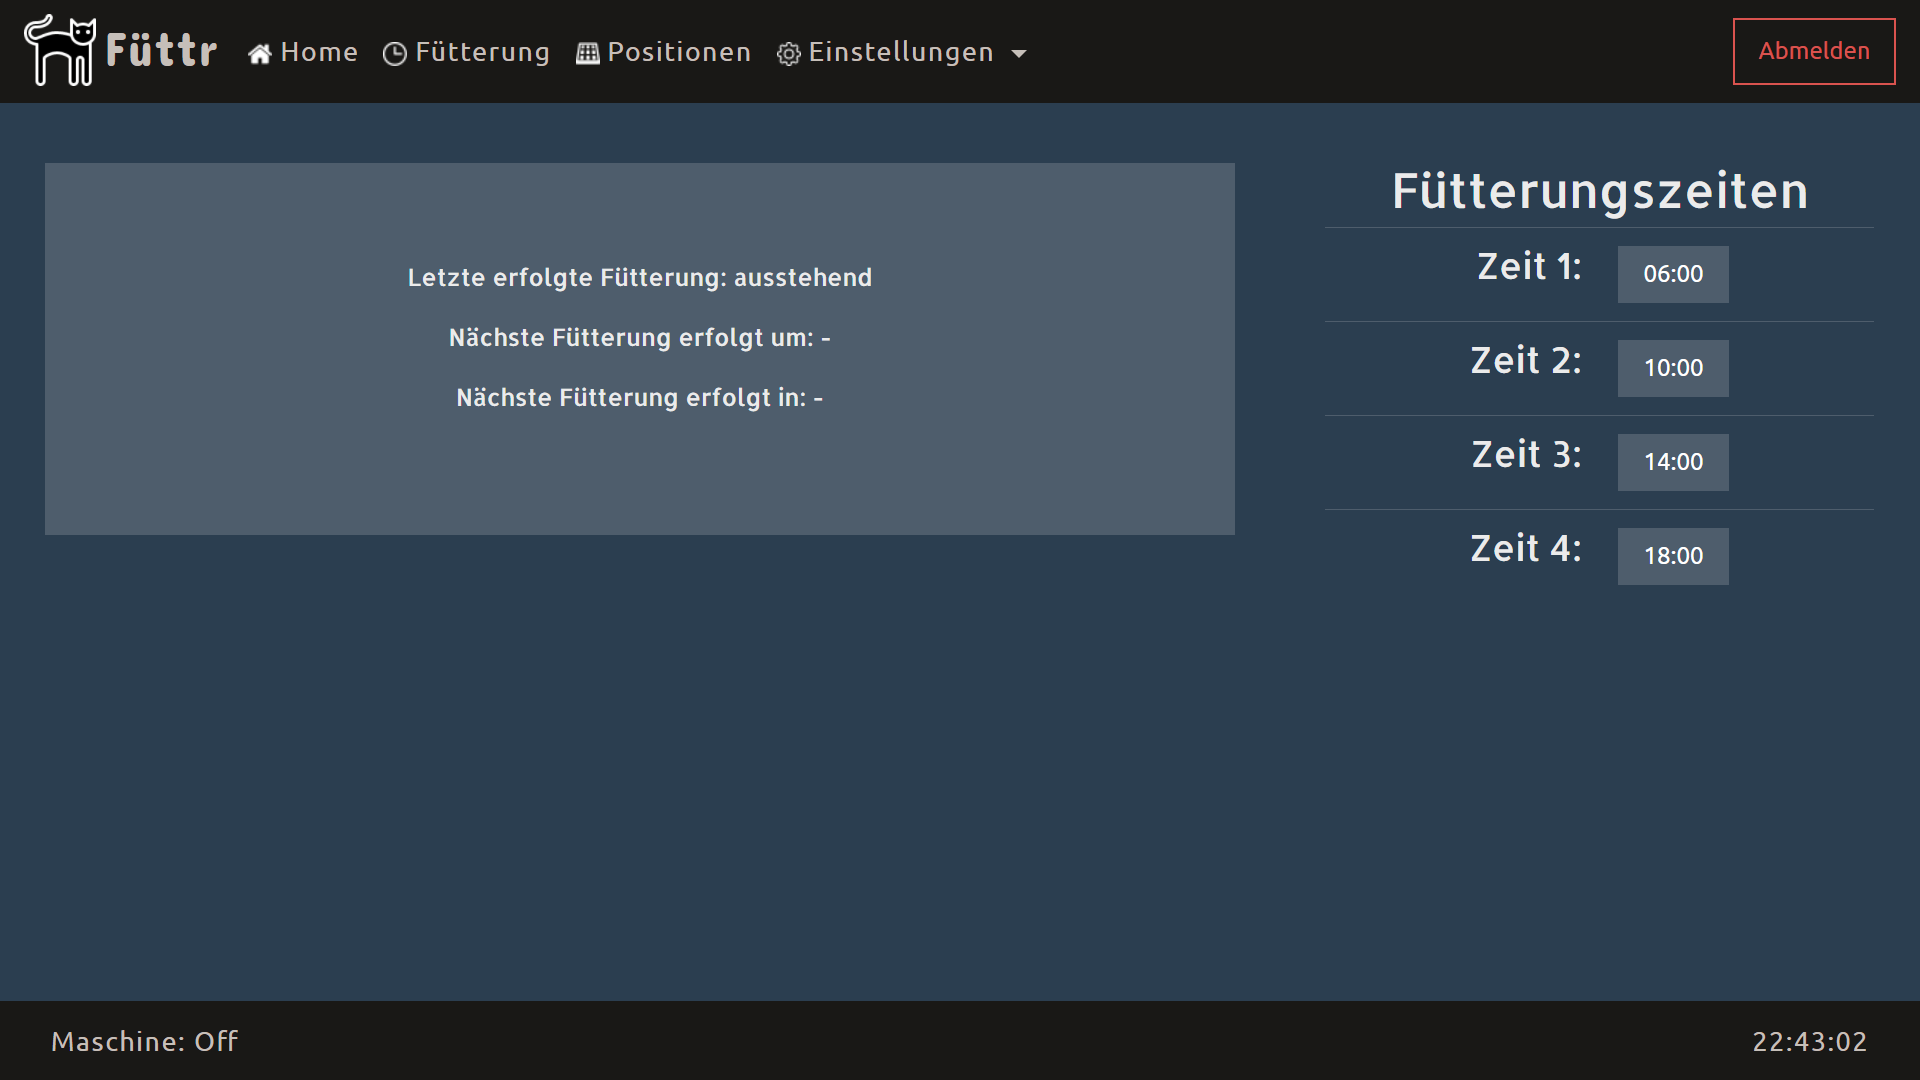 Füttr Home Fütterung Positionen Einstellungen Abmelden
Letzte erfolgte Fütterung: ausstehend
Nächste Fütterung erfolgt um: -
Nächste Fütterung erfolgt in: -
Fütterungszeiten
Zeit 1: 06:00
Zeit 2: 10:00
Zeit 3: 14:00
Zeit 4: 18:00
Maschine: Off 22:43:02